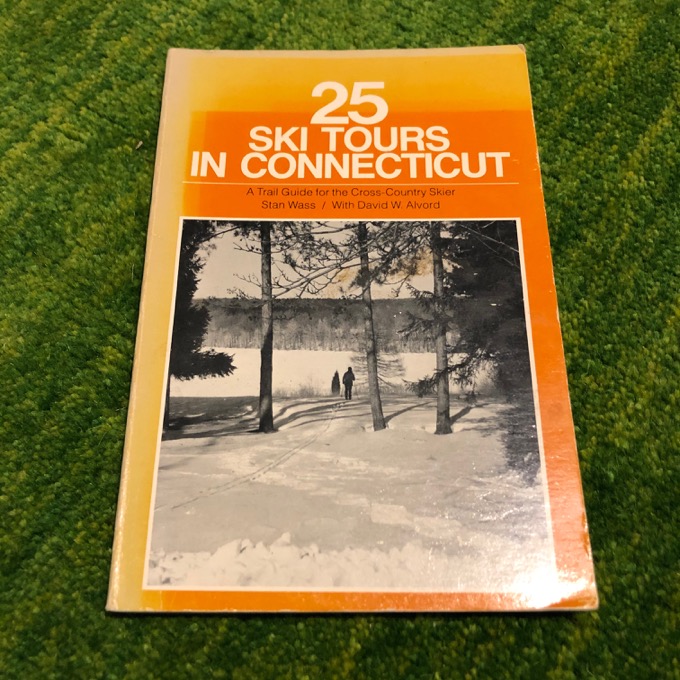 25
SKI TOURS
IN CONNECTICUT
A Trail Guide for the Cross-Country Skier
Stan Wass / With David W. Alvord